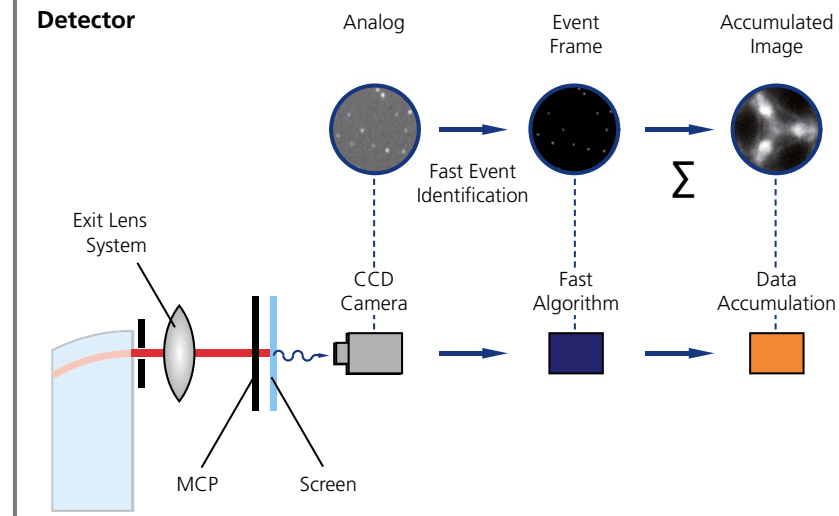 Detector
Analog
Event
Frame
Accumulated
Image
Fast Event
Identification
Σ
Exit Lens
System
CCD
Camera
Fast
Algorithm
Data
Accumulation
MCP
Screen